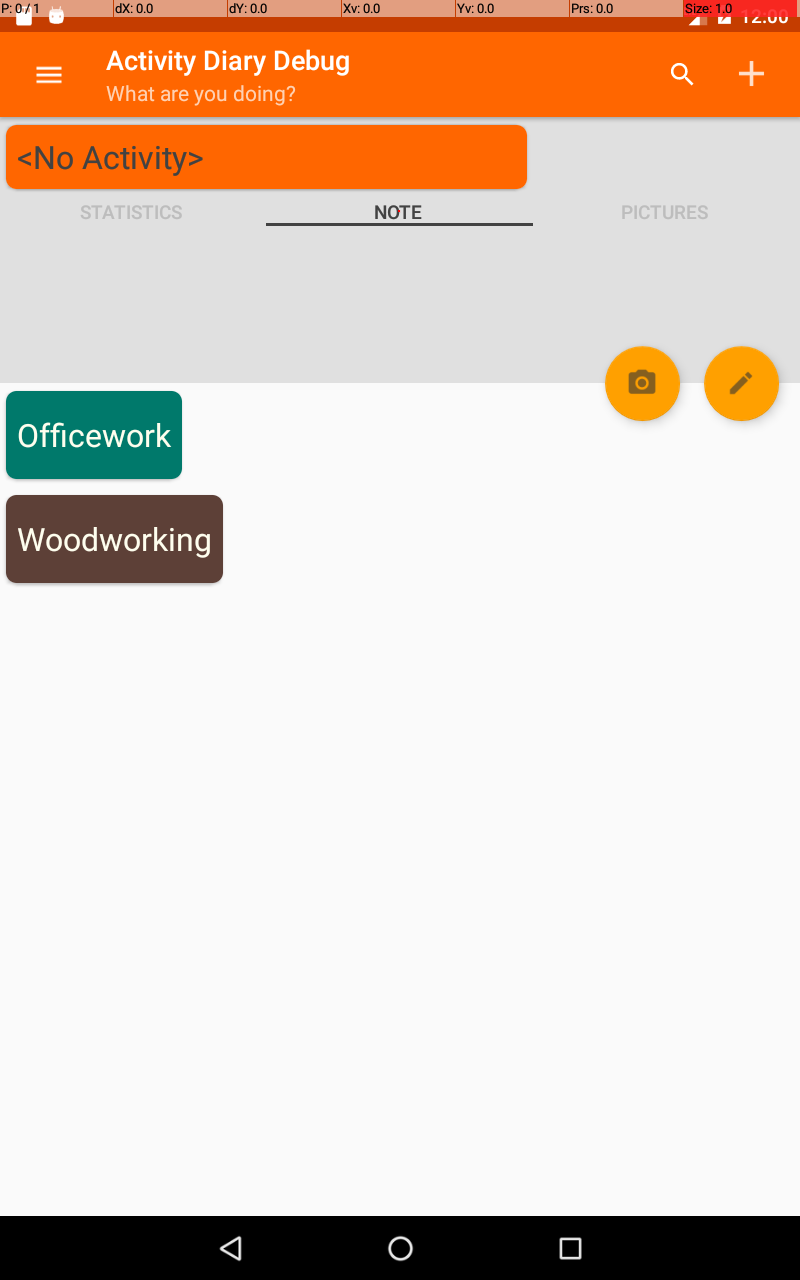 P: 0 / 1 dX: 0.0 dY: 0.0 Xv: 0.0 Yv: 0.0 Prs: 0.0 Size: 1.0
12:00
Activity Diary Debug
What are you doing?
<No Activity>
STATISTICS NOTE PICTURES
Officework
Woodworking